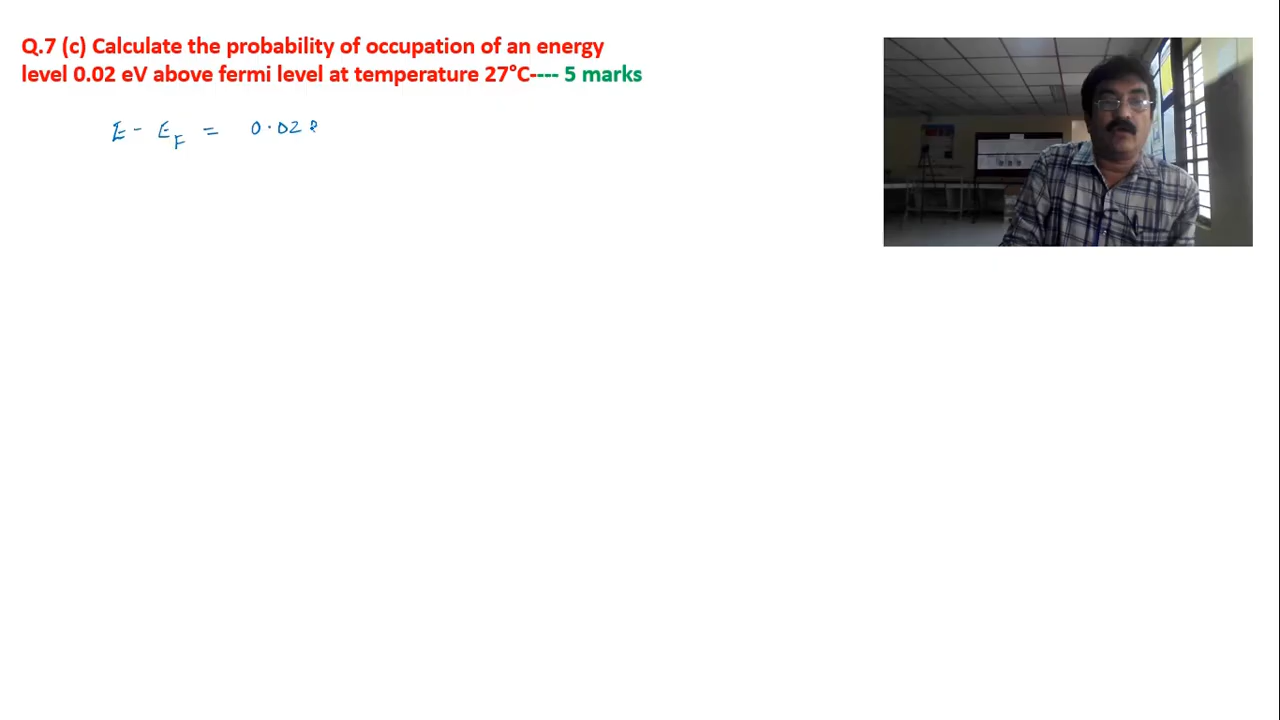 Q.7 (c) Calculate the probability of occupation of an energy
level 0.02 eV above fermi level at temperature 27°C---- 5 marks
E - E_F = 0.02 e